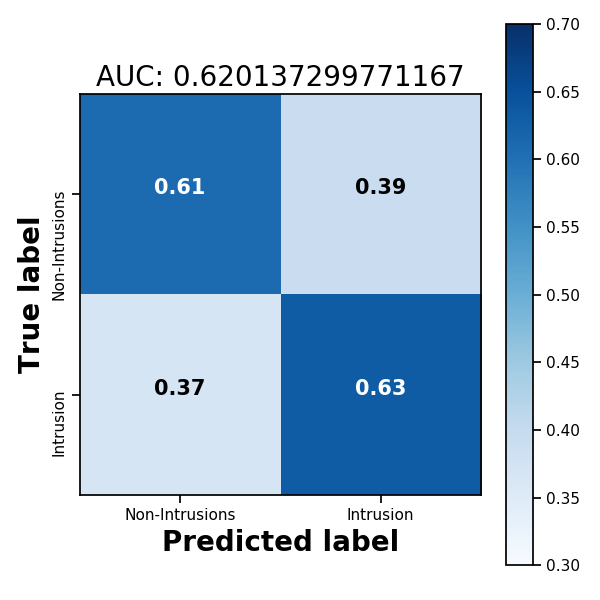 AUC: 0.620137299771167
True label
Non-Intrusions
Intrusion
0.61 0.39
0.37 0.63
Non-Intrusions Intrusion
Predicted label
0.70
0.65
0.60
0.55
0.50
0.45
0.40
0.35
0.30